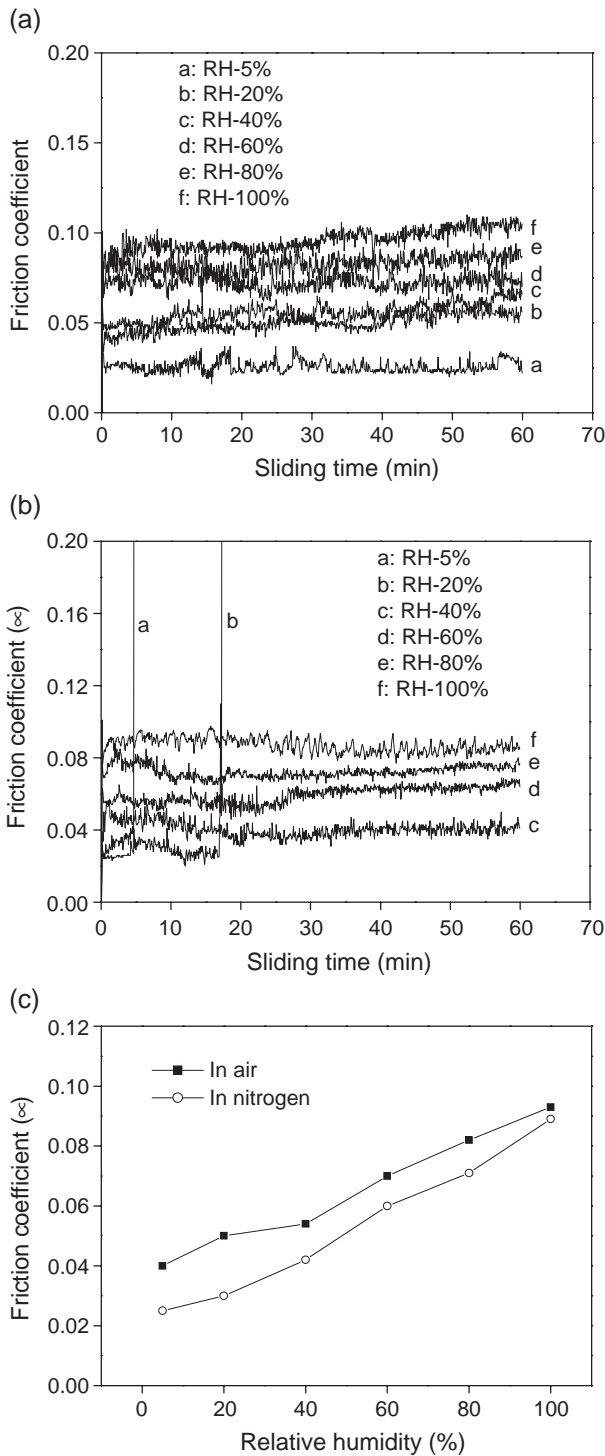 (a)
0.20
0.15
0.10
0.05
0.00
Friction coefficient
a: RH-5%
b: RH-20%
c: RH-40%
d: RH-60%
e: RH-80%
f: RH-100%
f
e
d
c
b
a
0 10 20 30 40 50 60 70
Sliding time (min)
(b)
0.20
0.16
0.12
0.08
0.04
0.00
Friction coefficient (∝)
a: RH-5%
b: RH-20%
c: RH-40%
d: RH-60%
e: RH-80%
f: RH-100%
a b
f
e
d
c
0 10 20 30 40 50 60 70
Sliding time (min)
(c)
0.12
0.10
0.08
0.06
0.04
0.02
0.00
Friction coefficient (∝)
In air
In nitrogen
0 20 40 60 80 100
Relative humidity (%)